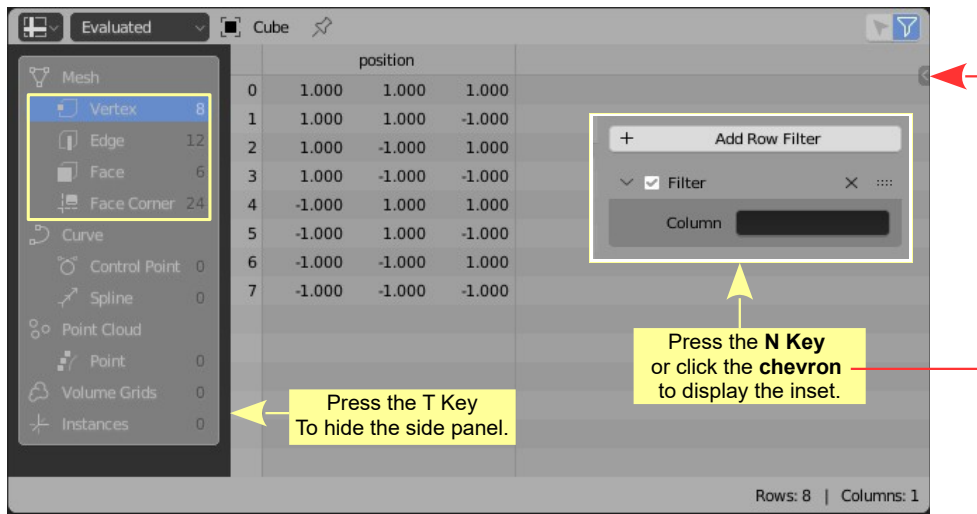 Evaluated Cube
Mesh
Vertex 8
Edge 12
Face 6
Face Corner 24
Curve
Control Point 0
Spline 0
Point Cloud
Point 0
Volume Grids 0
Instances 0
position
0 1.000 1.000 1.000
1 1.000 1.000 -1.000
2 1.000 -1.000 1.000
3 1.000 -1.000 -1.000
4 -1.000 1.000 1.000
5 -1.000 1.000 -1.000
6 -1.000 -1.000 1.000
7 -1.000 -1.000 -1.000
+ Add Row Filter
Filter
Column
Press the N Key
or click the chevron
to display the inset.
Press the T Key
To hide the side panel.
Rows: 8 | Columns: 1